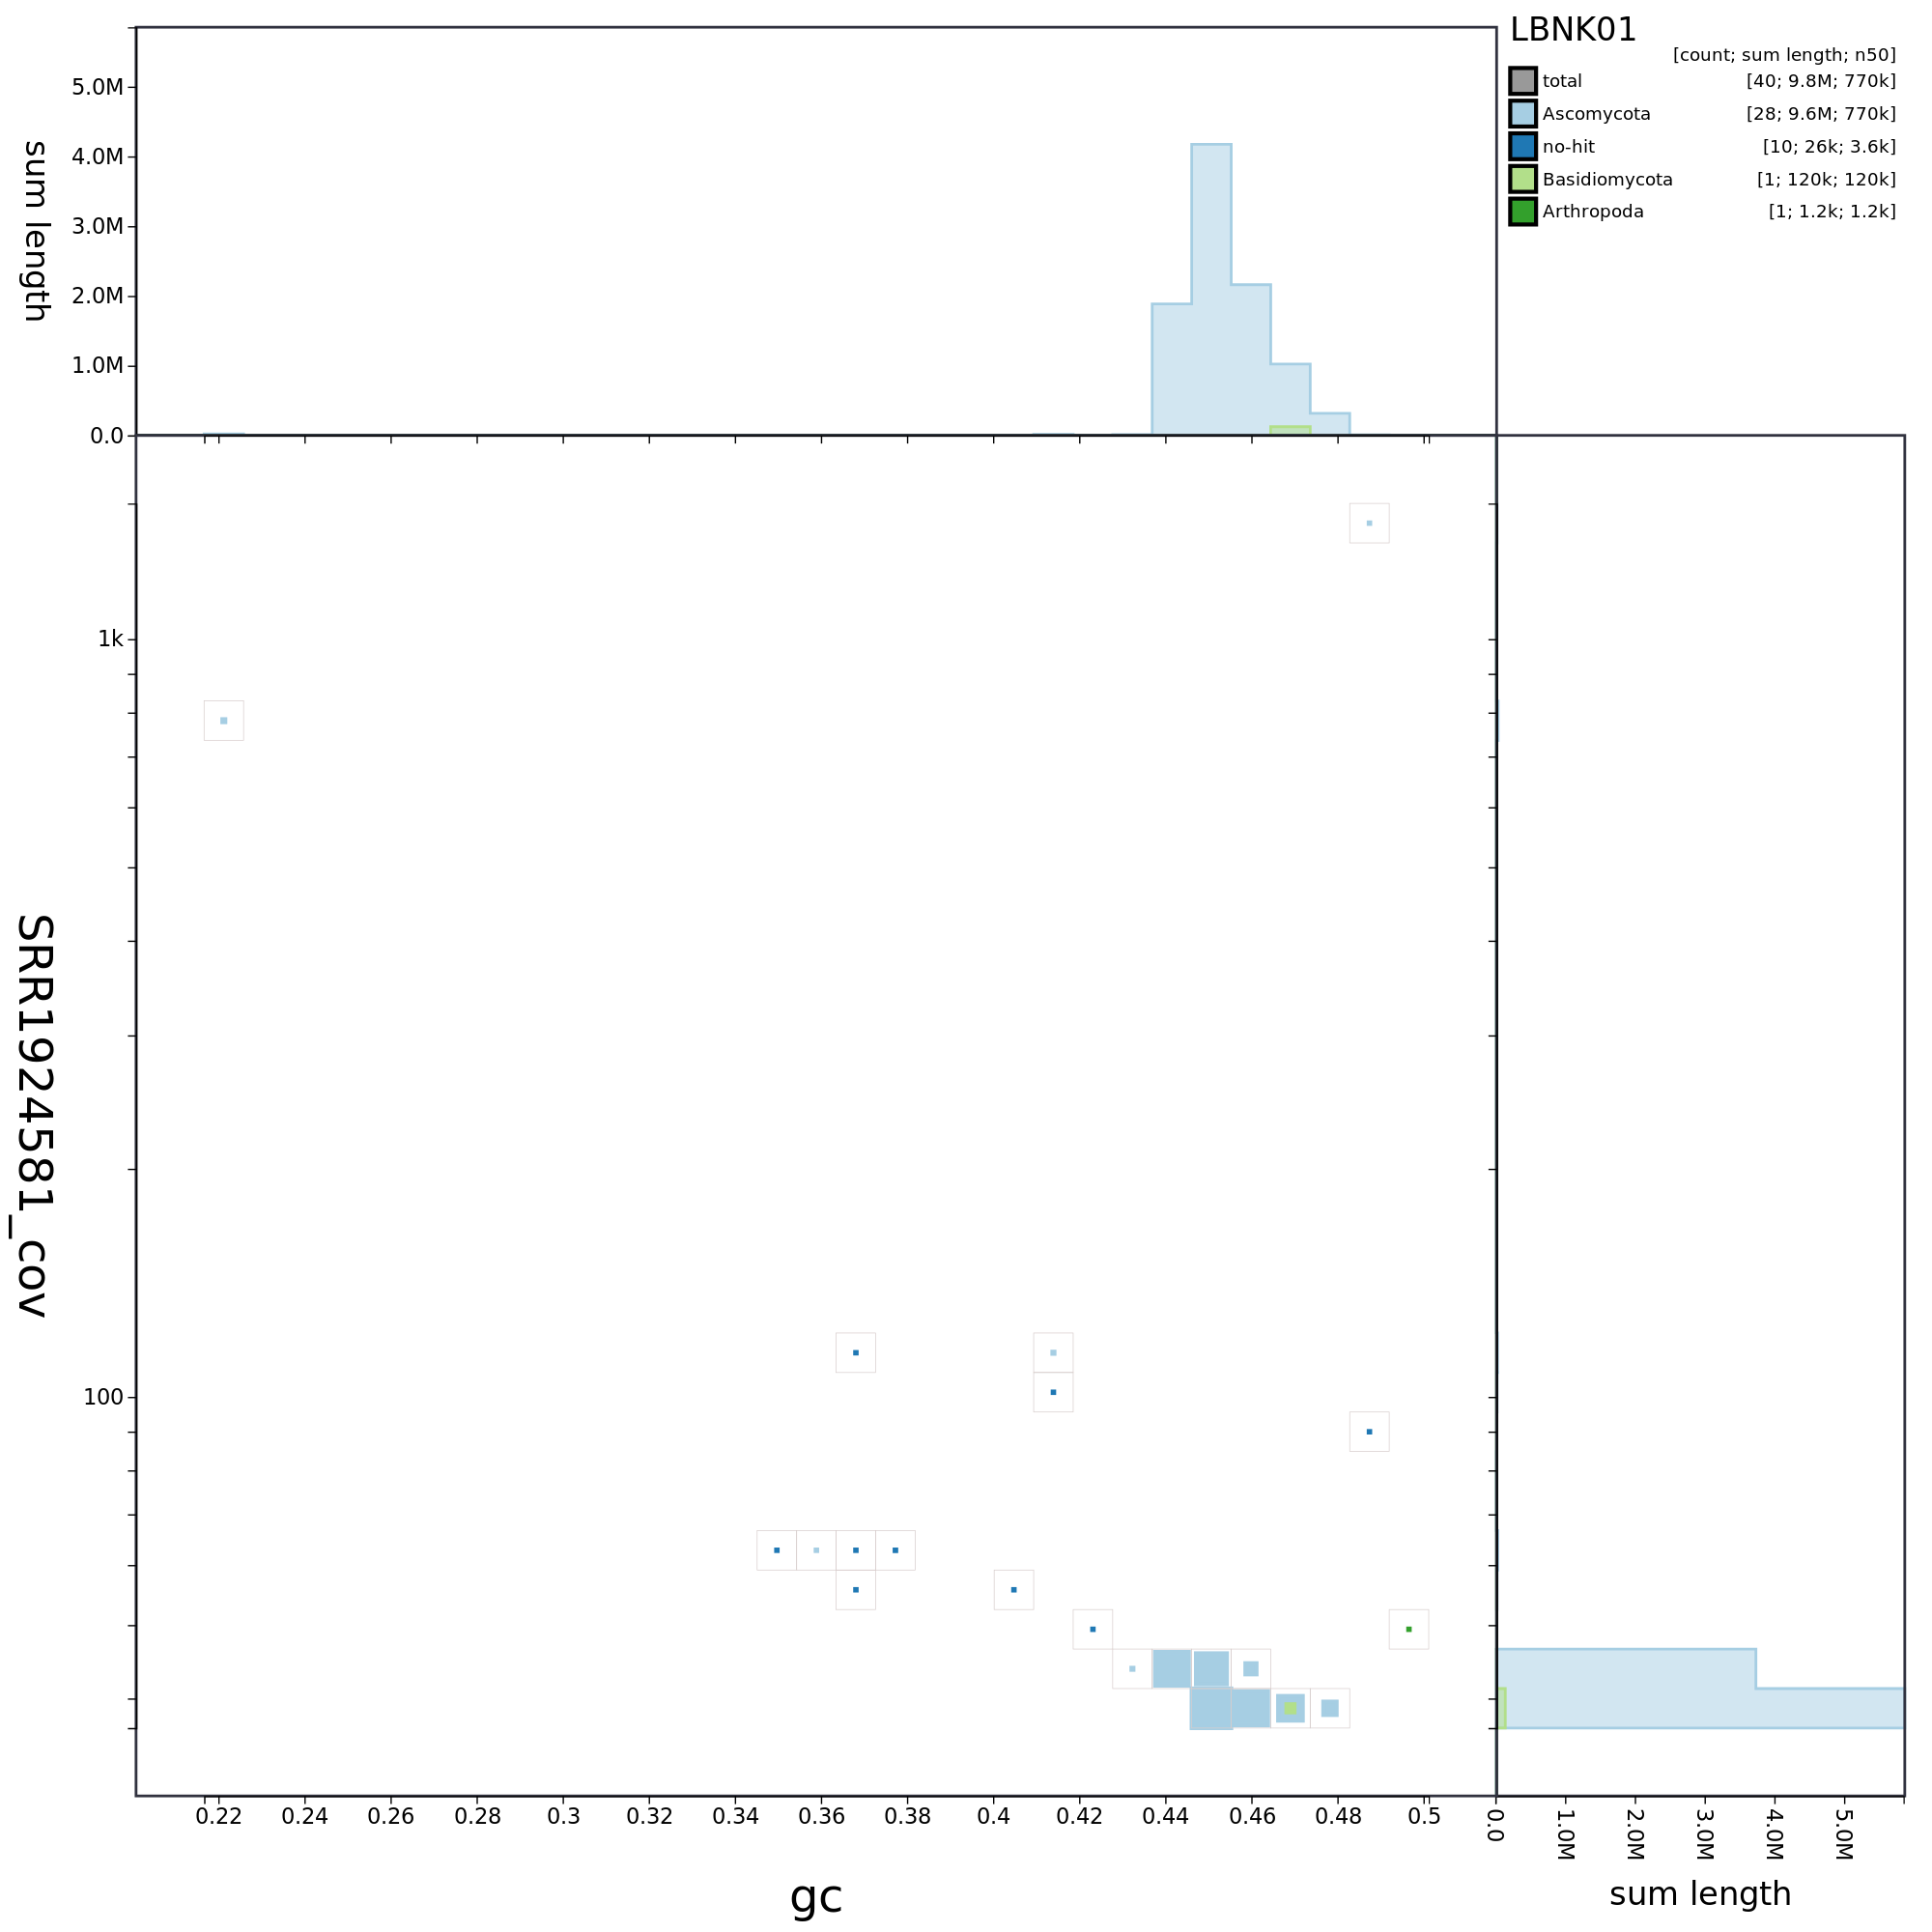 LBNK01
[count; sum length; n50]
total [40; 9.8M; 770k]
Ascomycota [28; 9.6M; 770k]
no-hit [10; 26k; 3.6k]
Basidiomycota [1; 120k; 120k]
Arthropoda [1; 1.2k; 1.2k]
sum length
5.0M
4.0M
3.0M
2.0M
1.0M
0.0
SRR1924581_cov
1k
100
0.22 0.24 0.26 0.28 0.3 0.32 0.34 0.36 0.38 0.4 0.42 0.44 0.46 0.48 0.5
gc
0.0 1.0M 2.0M 3.0M 4.0M 5.0M
sum length